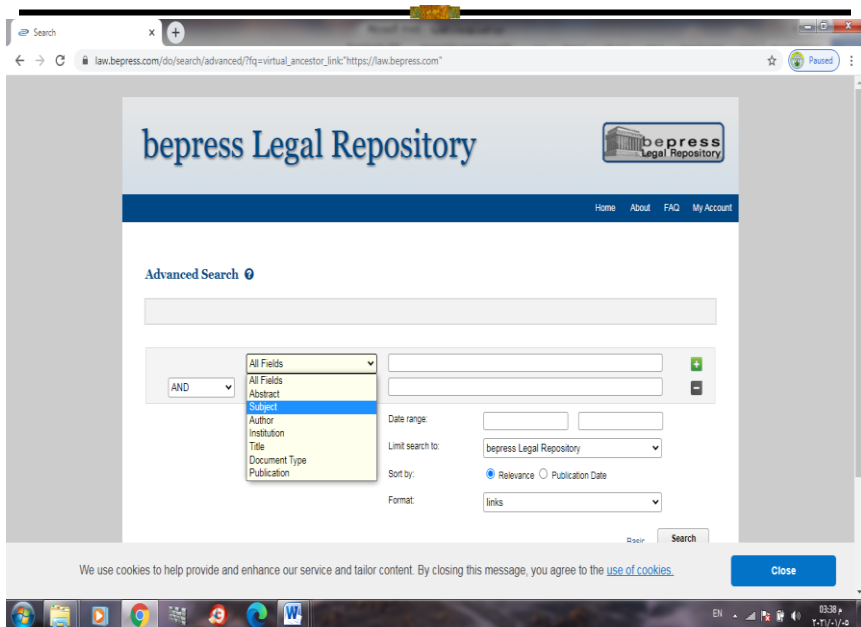 Search
law.bepress.com/do/search/advanced/?fq=virtual_ancestor_link:"https://law.bepress.com"
Paused
bepress Legal Repository
bepress
Legal Repository
Home About FAQ My Account
Advanced Search
All Fields
AND
All Fields
Abstract
Subject
Author
Institution
Title
Document Type
Publication
Date range:
Limit search to: bepress Legal Repository
Sort by: Relevance Publication Date
Format: links
Basic Search
We use cookies to help provide and enhance our service and tailor content. By closing this message, you agree to the use of cookies.
Close
EN
03:38 م
٢٠٢١/٠١/٠٥